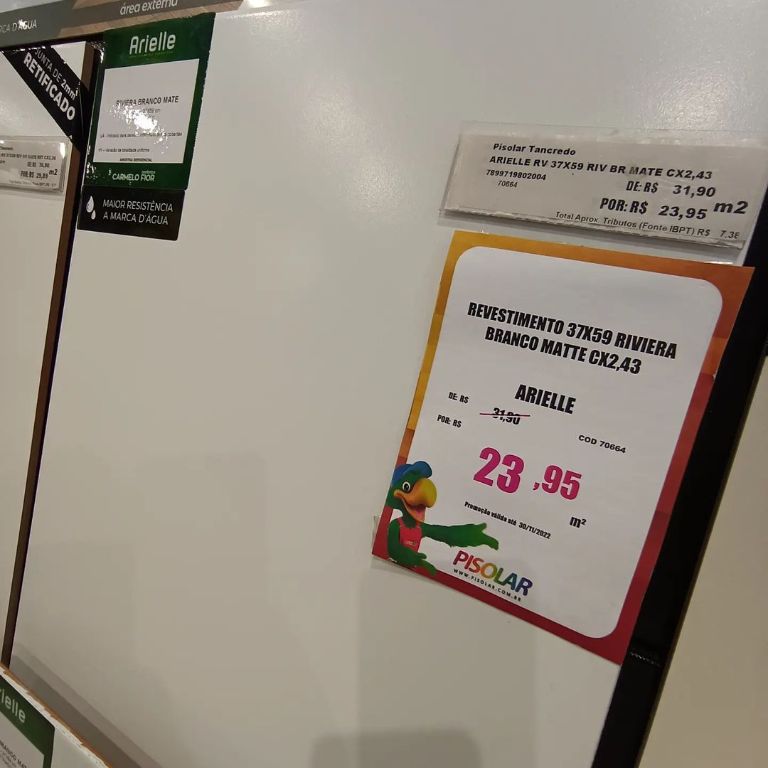 área externa
JUNTA DE 2mm
RETIFICADO
Arielle
RIVIERA BRANCO MATE
CARMELO FIOR
MAIOR RESISTÊNCIA
A MARCA D'ÁGUA
Pisolar Tancredo
ARIELLE RV 37X59 RIV BR MATE CX2,43
7899719802004
70664
DE: R$ 31,90
POR: R$ 23,95 m2
Total Aprox. Tributos (Fonte IBPT) R$ 7.36
REVESTIMENTO 37X59 RIVIERA
BRANCO MATTE CX2,43
ARIELLE
DE: R$ 31,90
COD 70664
POR: R$
23,95
m²
Promoção válida até 30/11/2022
PISOLAR
WWW.PISOLAR.COM.BR